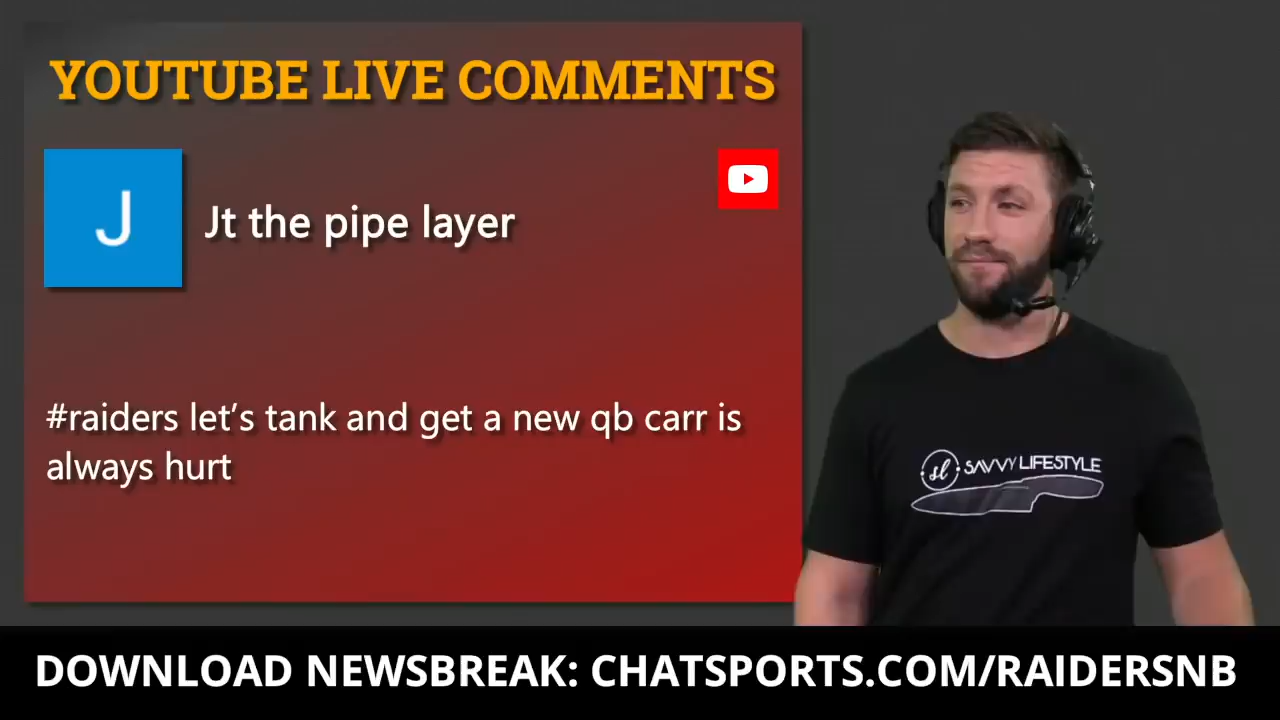 YOUTUBE LIVE COMMENTS
J
Jt the pipe layer
#raiders let's tank and get a new qb carr is
always hurt
sl SAVVY LIFESTYLE
DOWNLOAD NEWSBREAK: CHATSPORTS.COM/RAIDERSNB